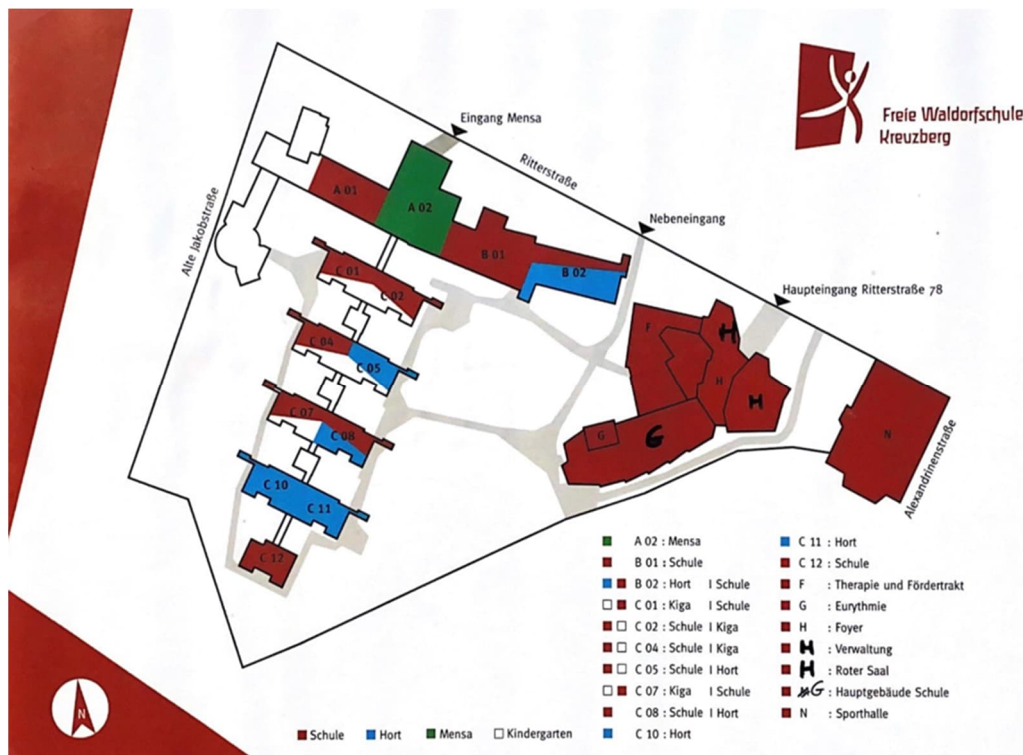 Freie Waldorfschule
Kreuzberg
Eingang Mensa
Ritterstraße
Nebeneingang
Haupteingang Ritterstraße 78
Alte Jakobstraße
Alexandrinenstraße
A 01
A 02
B 01
B 02
C 01
C 02
C 04
C 05
C 07
C 08
C 10
C 11
C 12
F
H
H
H
G
G
N
A 02 : Mensa
B 01 : Schule
B 02 : Hort | Schule
C 01 : Kiga | Schule
C 02 : Schule | Kiga
C 04 : Schule | Kiga
C 05 : Schule | Hort
C 07 : Kiga | Schule
C 08 : Schule | Hort
C 10 : Hort
C 11 : Hort
C 12 : Schule
F : Therapie und Fördertrakt
G : Eurythmie
H : Foyer
H : Verwaltung
H : Roter Saal
G : Hauptgebäude Schule
N : Sporthalle
Schule Hort Mensa Kindergarten
N